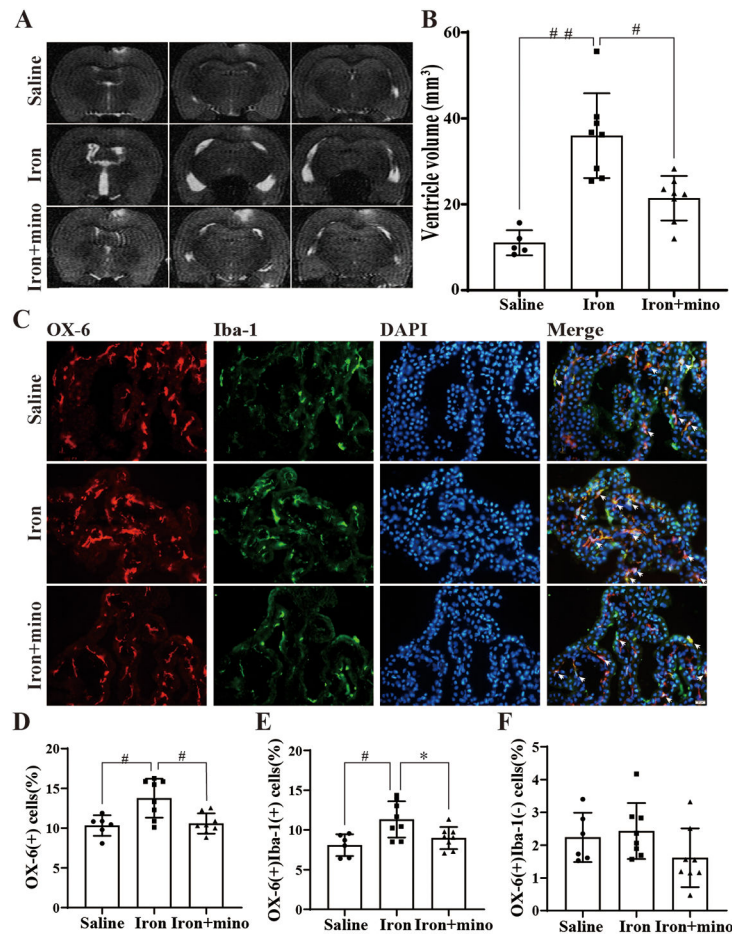 A
Saline
Iron
Iron+mino
B
Ventricle volume (mm³)
60
40
20
0
# #
#
Saline Iron Iron+mino
C
OX-6 Iba-1 DAPI Merge
Saline
Iron
Iron+mino
D
OX-6(+) cells(%)
20
15
10
5
0
# #
Saline Iron Iron+mino
E
OX-6(+)Iba-1(+) cells(%)
20
15
10
5
0
# *
Saline Iron Iron+mino
F
OX-6(+)Iba-1(-) cells(%)
5
4
3
2
1
0
Saline Iron Iron+mino